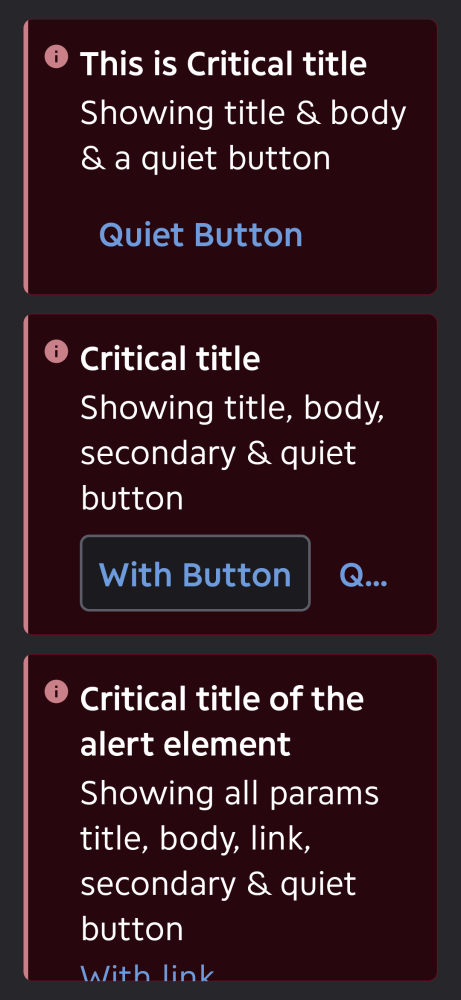 This is Critical title
Showing title & body
& a quiet button
Quiet Button
Critical title
Showing title, body,
secondary & quiet
button
With Button
Q...
Critical title of the
alert element
Showing all params
title, body, link,
secondary & quiet
button
With link